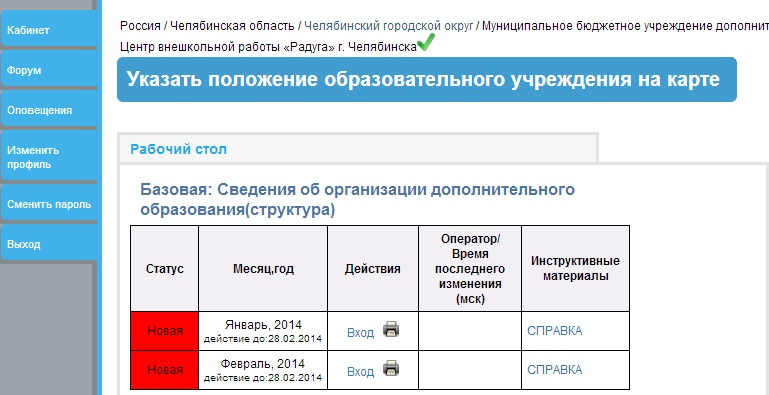 Кабинет
Форум
Оповещения
Изменить
профиль
Сменить пароль
Выход
Россия / Челябинская область / Челябинский городской округ / Муниципальное бюджетное учреждение дополнит
Центр внешкольной работы «Радуга» г. Челябинска
Указать положение образовательного учреждения на карте
Рабочий стол
Базовая: Сведения об организации дополнительного
образования(структура)
Статус
Месяц,год
Действия
Оператор/
Время
последнего
изменения
(мск)
Инструктивные
материалы
Новая
Январь, 2014
действие до:28.02.2014
Вход
СПРАВКА
Новая
Февраль, 2014
действие до:28.02.2014
Вход
СПРАВКА